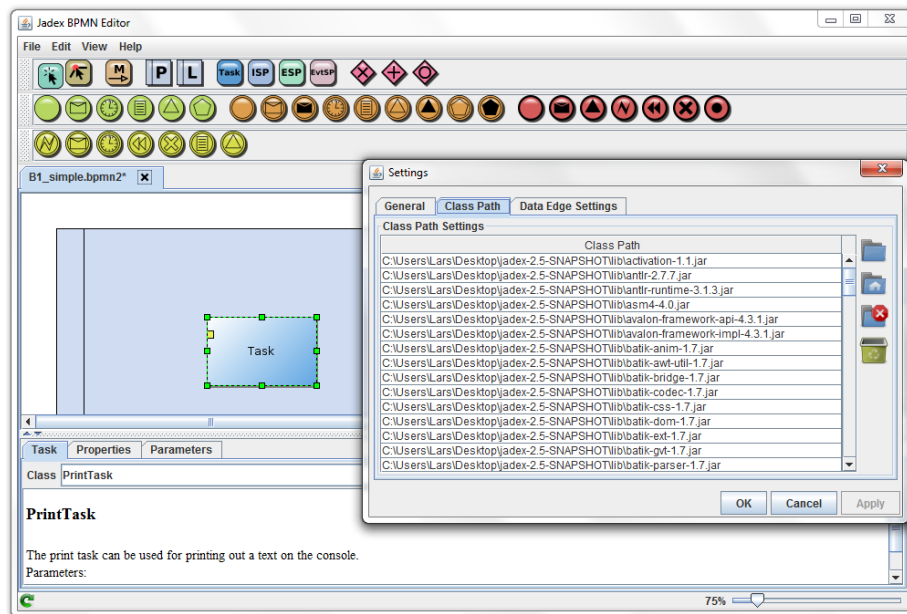 Jadex BPMN Editor
File Edit View Help
M P L Task ISP ESP EvtSP
B1_simple.bpmn2*
Task
Task Properties Parameters
Class PrintTask
PrintTask
The print task can be used for printing out a text on the console.
Parameters:
75%
Settings
General Class Path Data Edge Settings
Class Path Settings
Class Path
C:\Users\Lars\Desktop\jadex-2.5-SNAPSHOT\lib\activation-1.1.jar
C:\Users\Lars\Desktop\jadex-2.5-SNAPSHOT\lib\antlr-2.7.7.jar
C:\Users\Lars\Desktop\jadex-2.5-SNAPSHOT\lib\antlr-runtime-3.1.3.jar
C:\Users\Lars\Desktop\jadex-2.5-SNAPSHOT\lib\asm4-4.0.jar
C:\Users\Lars\Desktop\jadex-2.5-SNAPSHOT\lib\avalon-framework-api-4.3.1.jar
C:\Users\Lars\Desktop\jadex-2.5-SNAPSHOT\lib\avalon-framework-impl-4.3.1.jar
C:\Users\Lars\Desktop\jadex-2.5-SNAPSHOT\lib\batik-anim-1.7.jar
C:\Users\Lars\Desktop\jadex-2.5-SNAPSHOT\lib\batik-awt-util-1.7.jar
C:\Users\Lars\Desktop\jadex-2.5-SNAPSHOT\lib\batik-bridge-1.7.jar
C:\Users\Lars\Desktop\jadex-2.5-SNAPSHOT\lib\batik-codec-1.7.jar
C:\Users\Lars\Desktop\jadex-2.5-SNAPSHOT\lib\batik-css-1.7.jar
C:\Users\Lars\Desktop\jadex-2.5-SNAPSHOT\lib\batik-dom-1.7.jar
C:\Users\Lars\Desktop\jadex-2.5-SNAPSHOT\lib\batik-ext-1.7.jar
C:\Users\Lars\Desktop\jadex-2.5-SNAPSHOT\lib\batik-gvt-1.7.jar
C:\Users\Lars\Desktop\jadex-2.5-SNAPSHOT\lib\batik-parser-1.7.jar
OK Cancel Apply